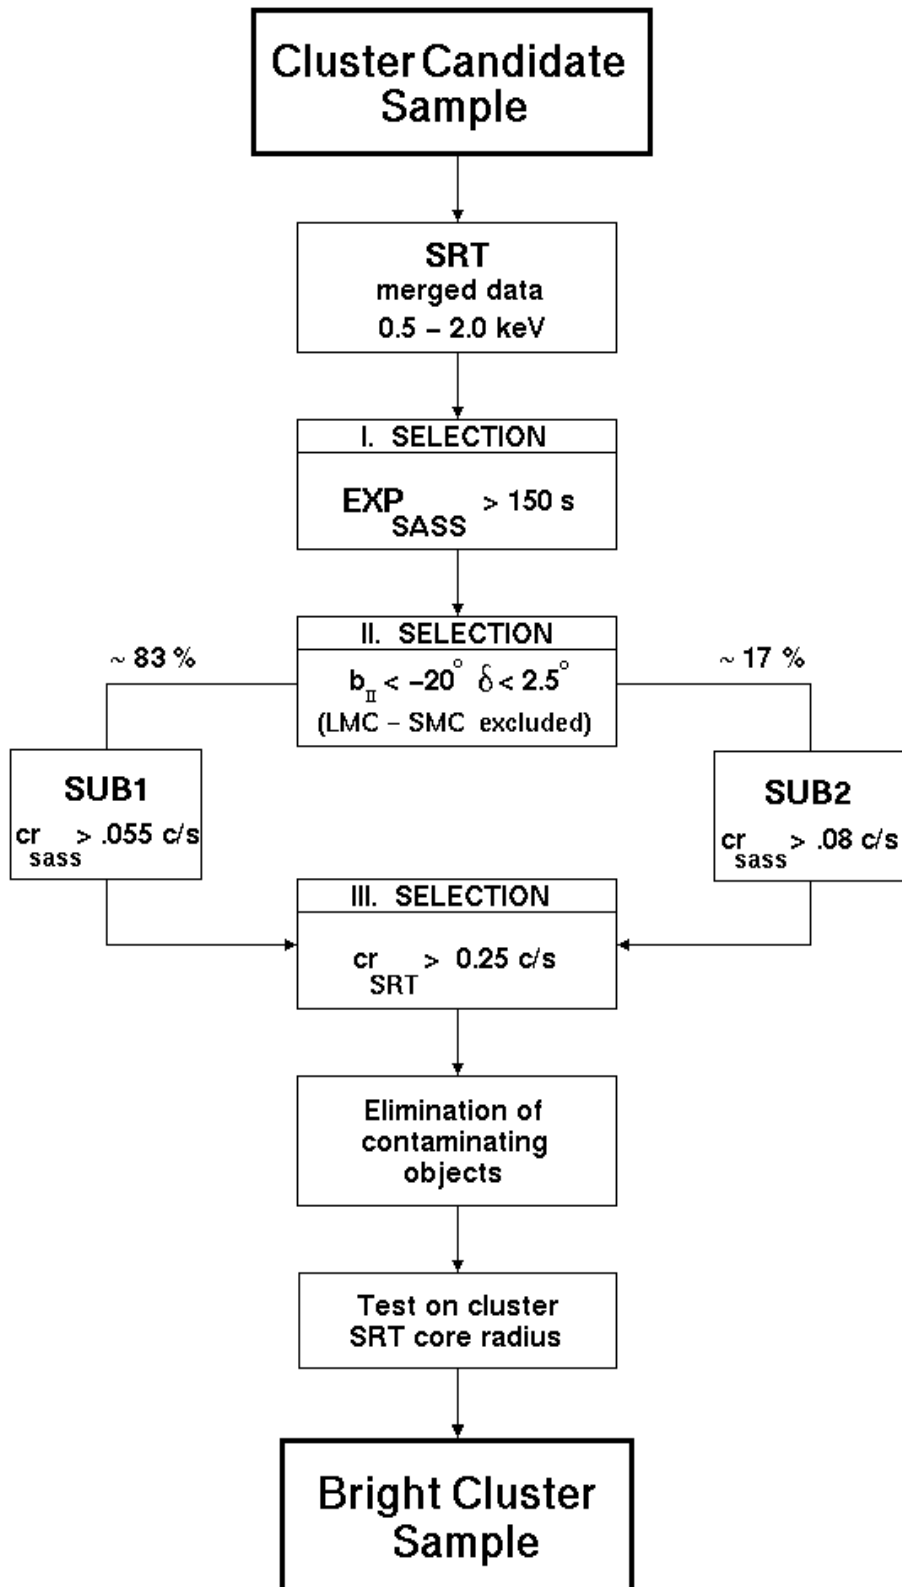 Cluster Candidate
Sample
SRT
merged data
0.5 – 2.0 keV
I. SELECTION
EXP SASS > 150 s
II. SELECTION
b II < −20° δ < 2.5°
(LMC – SMC excluded)
~ 83 %
~ 17 %
SUB1
cr sass > .055 c/s
SUB2
cr sass > .08 c/s
III. SELECTION
cr SRT > 0.25 c/s
Elimination of
contaminating
objects
Test on cluster
SRT core radius
Bright Cluster
Sample